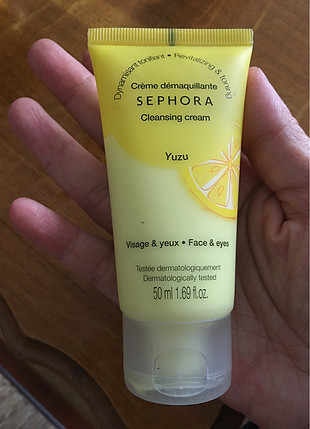 Dynamisant tonifiant • Revitalizing & toning
Crème démaquillante
SEPHORA
Cleansing cream
Yuzu
Visage & yeux • Face & eyes
Testée dermatologiquement
Dermatologically tested
50 ml 1.69 fl.oz.